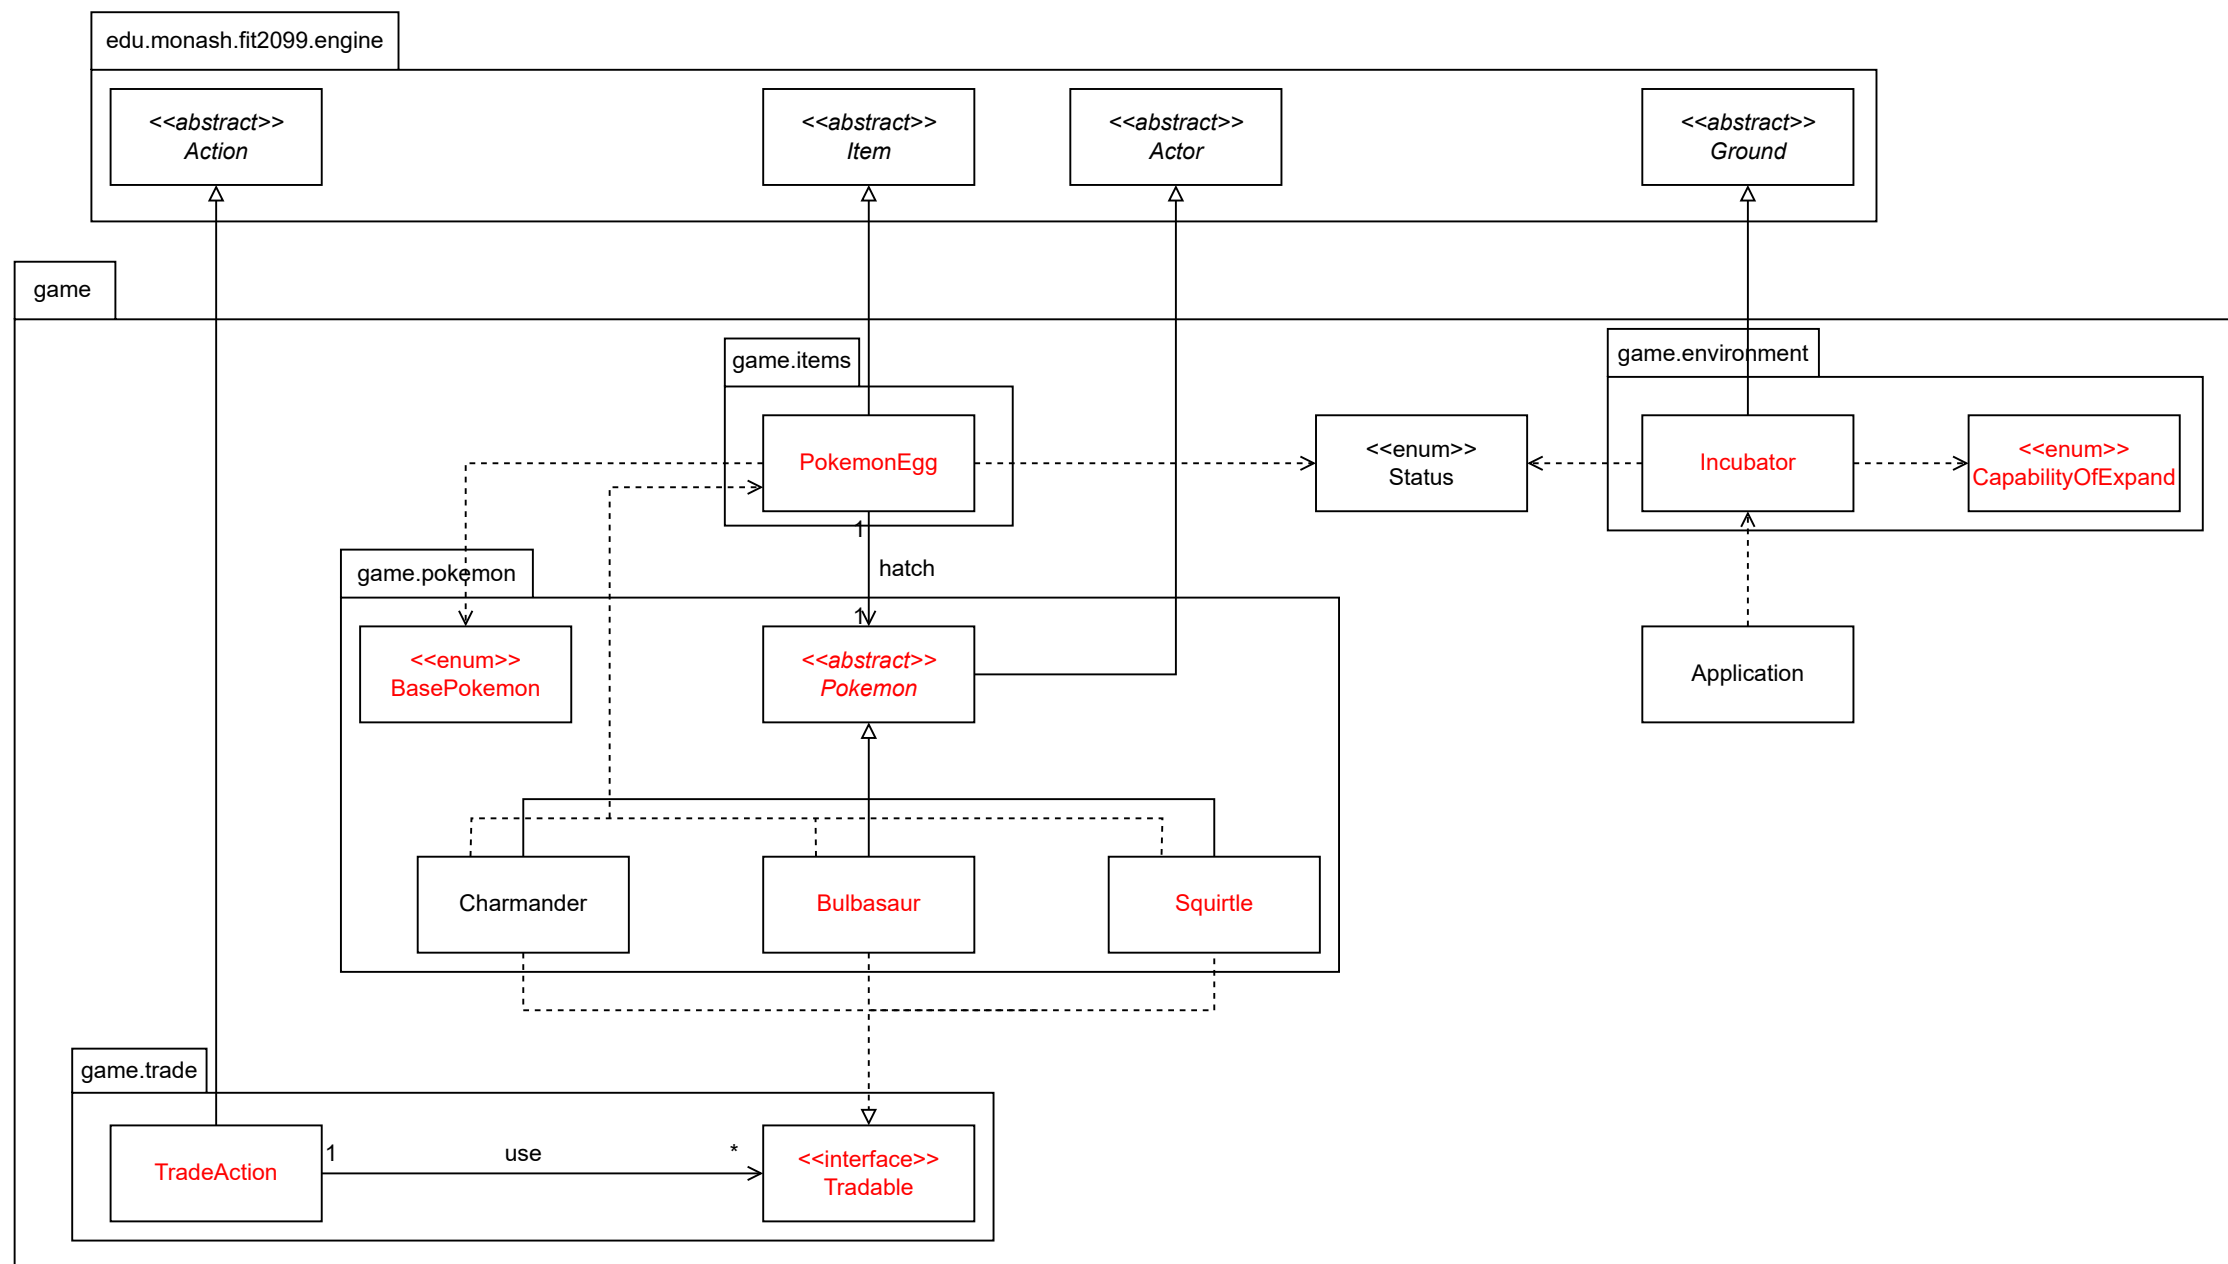 edu.monash.fit2099.engine
<<abstract>>
Action
<<abstract>>
Item
<<abstract>>
Actor
<<abstract>>
Ground
game
game.items
game.environment
PokemonEgg
<<enum>>
Status
Incubator
<<enum>>
CapabilityOfExpand
1
hatch
1
game.pokemon
<<enum>>
BasePokemon
<<abstract>>
Pokemon
Application
Charmander
Bulbasaur
Squirtle
game.trade
TradeAction
1
use
*
<<interface>>
Tradable